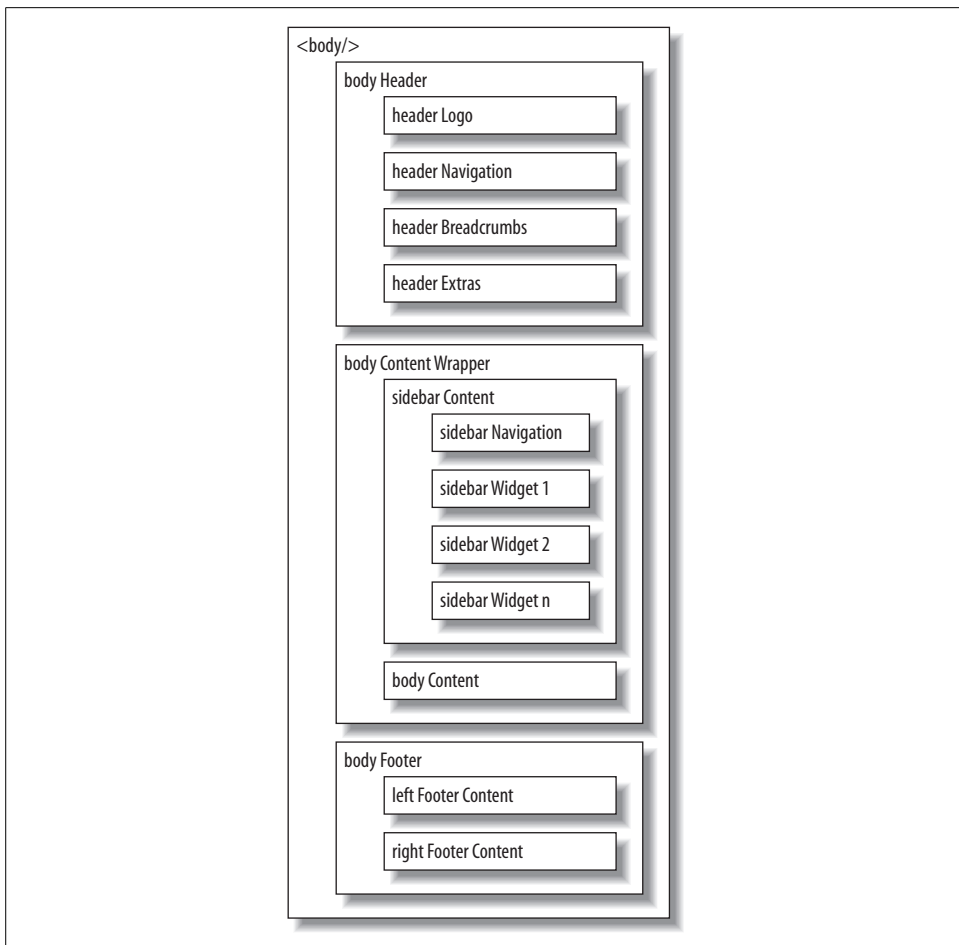 <body/>
body Header
header Logo
header Navigation
header Breadcrumbs
header Extras
body Content Wrapper
sidebar Content
sidebar Navigation
sidebar Widget 1
sidebar Widget 2
sidebar Widget n
body Content
body Footer
left Footer Content
right Footer Content